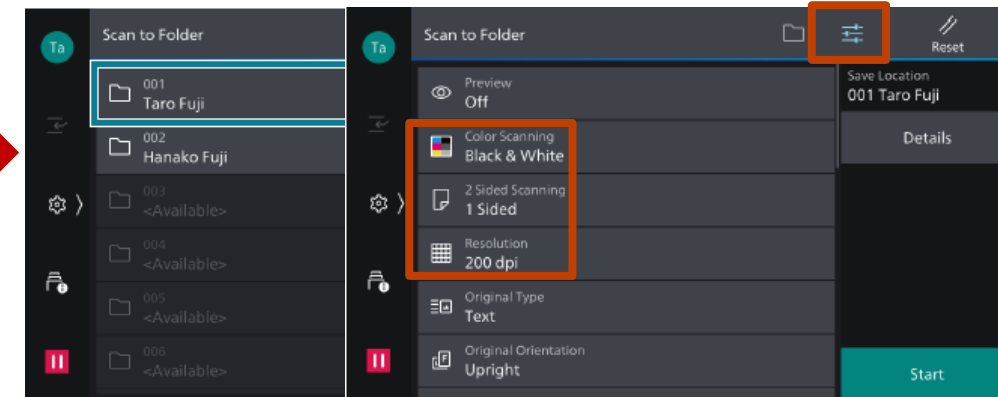 Ta
Scan to Folder
001
Taro Fuji
002
Hanako Fuji
003
<Available>
004
<Available>
005
<Available>
006
<Available>
Ta
Scan to Folder
Reset
Preview
Off
Color Scanning
Black & White
2 Sided Scanning
1 Sided
Resolution
200 dpi
Original Type
Text
Original Orientation
Upright
Save Location
001 Taro Fuji
Details
Start